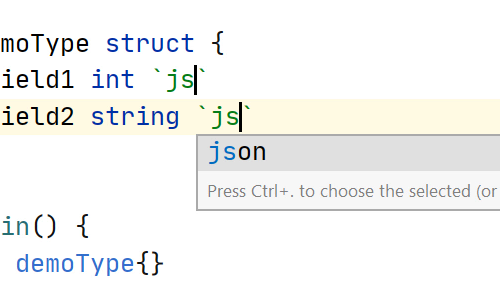 moType struct {
ield1 int `js`
ield2 string `js`
json
Press Ctrl+. to choose the selected (or
in() {
demoType{}